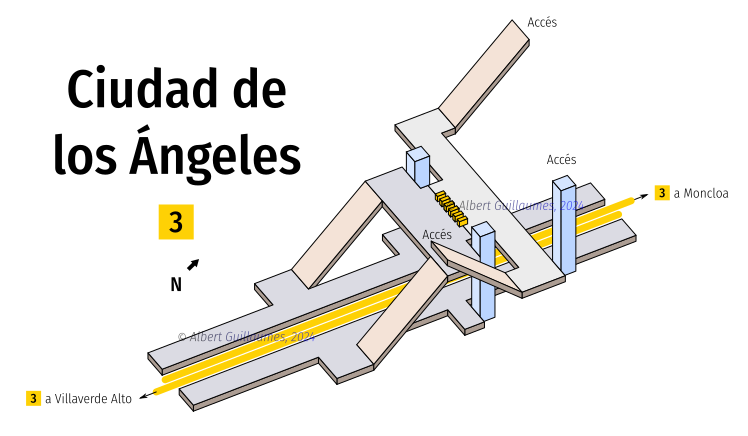 Accés
Ciudad de
los Ángeles
Accés
3 a Moncloa
Albert Guillaumes, 2024
3
Accés
N
© Albert Guillaumes, 2024
3 a Villaverde Alto